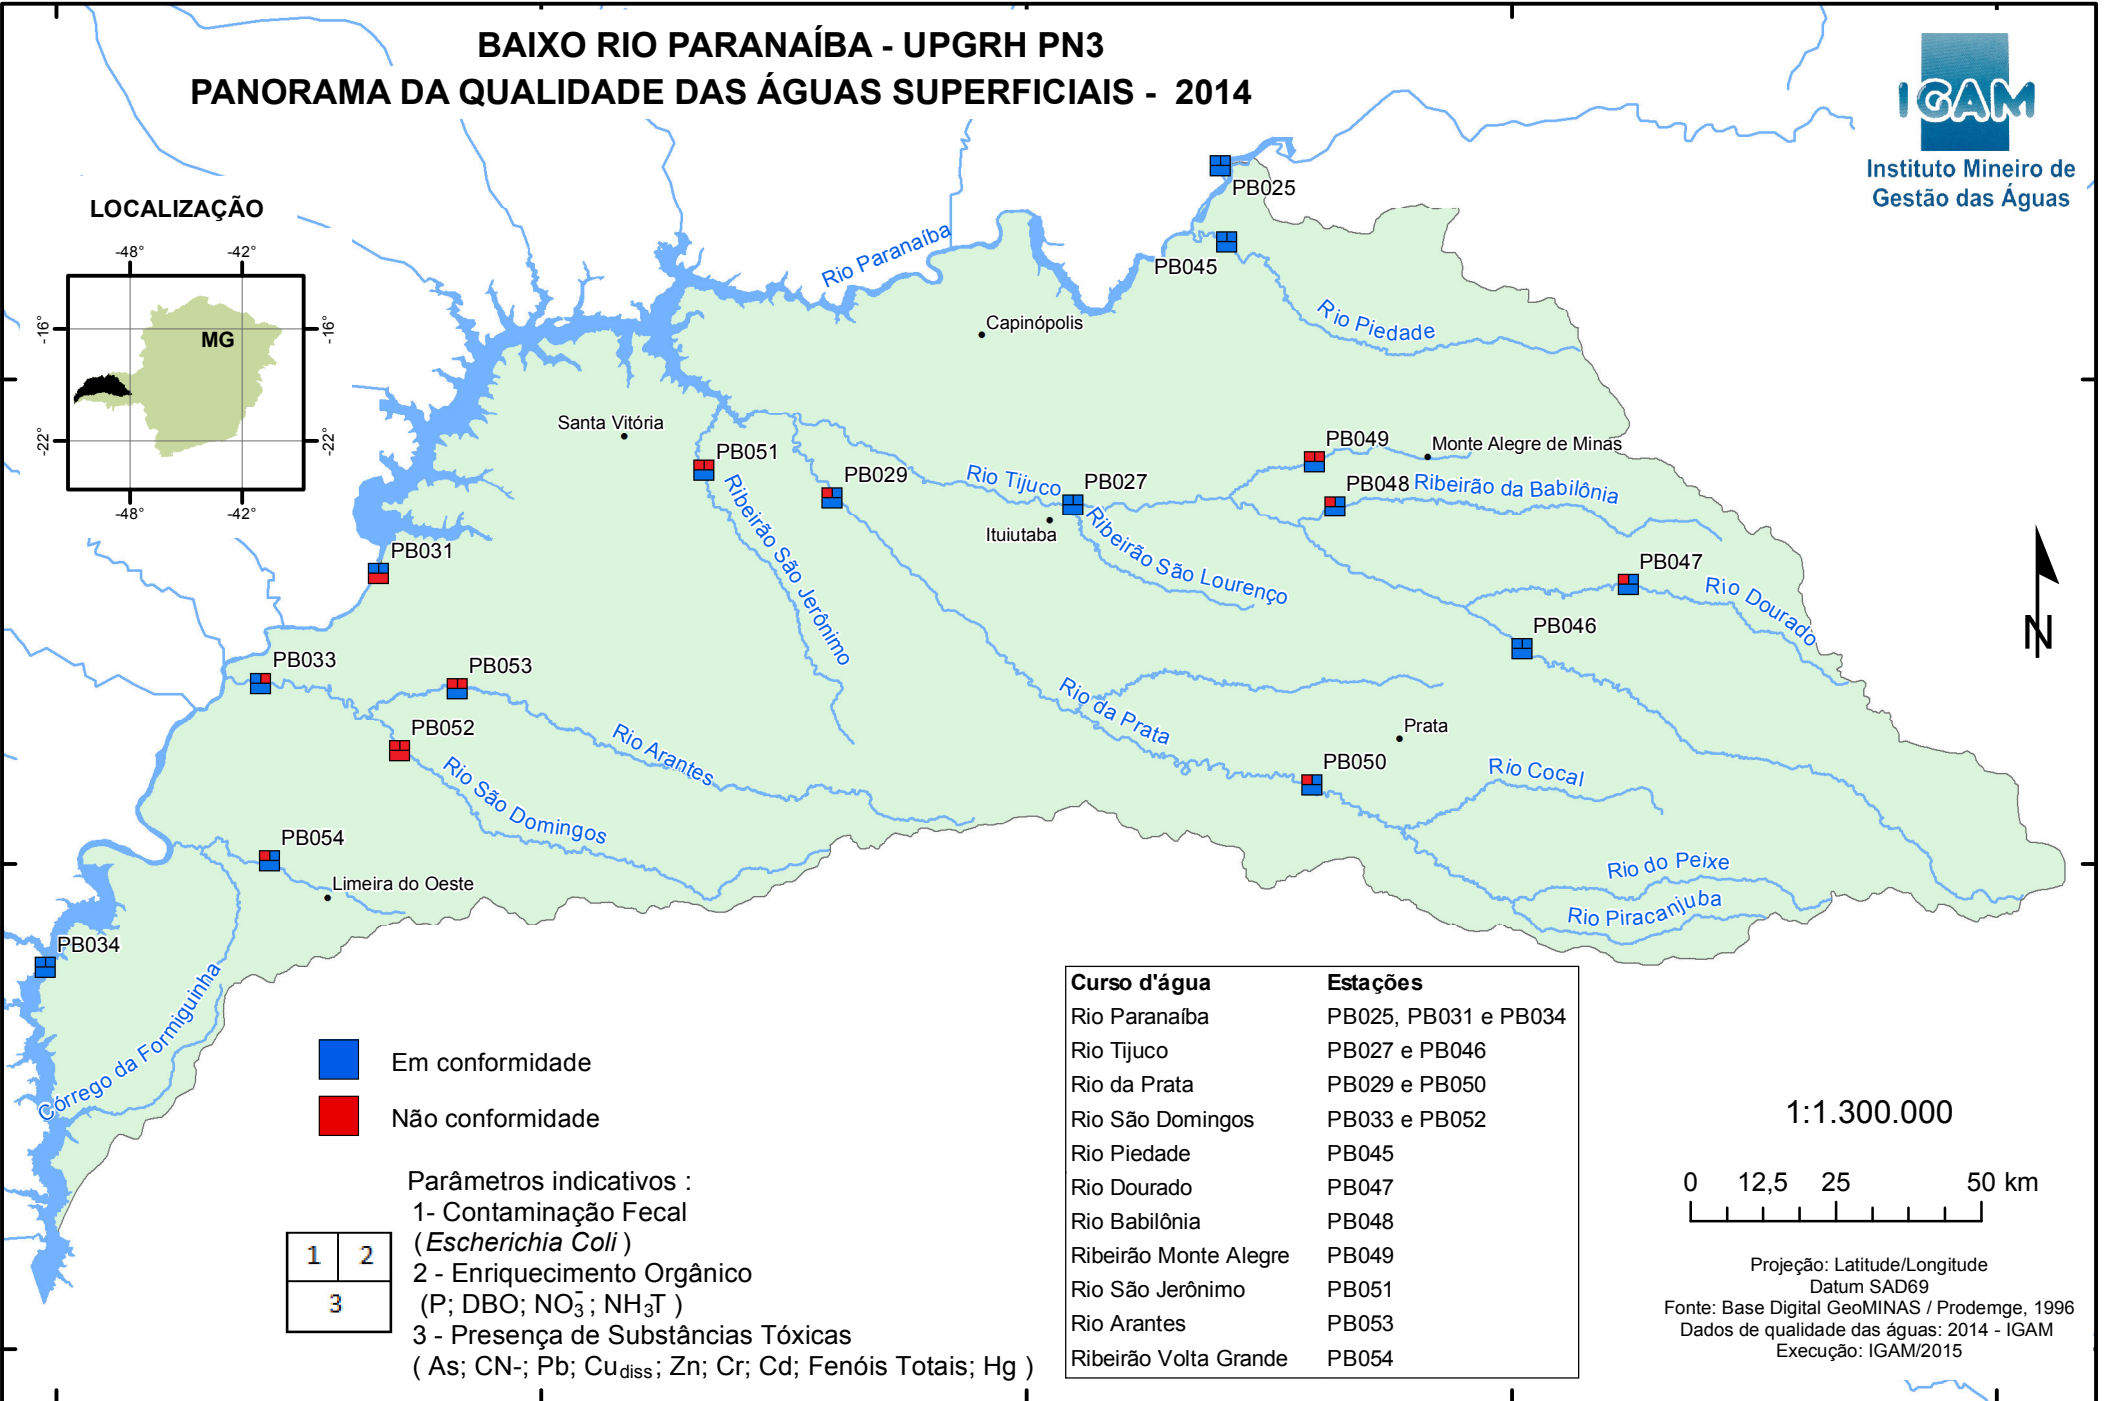 BAIXO RIO PARANAÍBA - UPGRH PN3
PANORAMA DA QUALIDADE DAS ÁGUAS SUPERFICIAIS - 2014
IGAM
Instituto Mineiro de
Gestão das Águas
LOCALIZAÇÃO
-48°
-42°
-16°
-16°
MG
-22°
-22°
-48°
-42°
PB025
Rio Paranaíba
PB045
Rio Piedade
Capinópolis
Santa Vitória
PB051
PB029
Rio Tijuco
PB027
PB049
Monte Alegre de Minas
PB048
Ribeirão da Babilônia
Ituiutaba
Ribeirão São Lourenço
Ribeirão São Jerônimo
PB031
PB047
Rio Dourado
PB046
PB033
PB053
PB052
Rio Arantes
Rio da Prata
Prata
PB050
Rio Cocal
Rio São Domingos
PB054
Limeira do Oeste
Rio do Peixe
Rio Piracanjuba
PB034
Córrego da Formiguinha
Em conformidade
Não conformidade
Parâmetros indicativos :
1- Contaminação Fecal
(Escherichia Coli )
2 - Enriquecimento Orgânico
(P; DBO; NO₃⁻; NH₃T )
3 - Presença de Substâncias Tóxicas
( As; CN-; Pb; Cudiss; Zn; Cr; Cd; Fenóis Totais; Hg )
1 2
3
Curso d'água Estações
Rio Paranaíba PB025, PB031 e PB034
Rio Tijuco PB027 e PB046
Rio da Prata PB029 e PB050
Rio São Domingos PB033 e PB052
Rio Piedade PB045
Rio Dourado PB047
Rio Babilônia PB048
Ribeirão Monte Alegre PB049
Rio São Jerônimo PB051
Rio Arantes PB053
Ribeirão Volta Grande PB054
N
1:1.300.000
0 12,5 25 50 km
Projeção: Latitude/Longitude
Datum SAD69
Fonte: Base Digital GeoMINAS / Prodemge, 1996
Dados de qualidade das águas: 2014 - IGAM
Execução: IGAM/2015